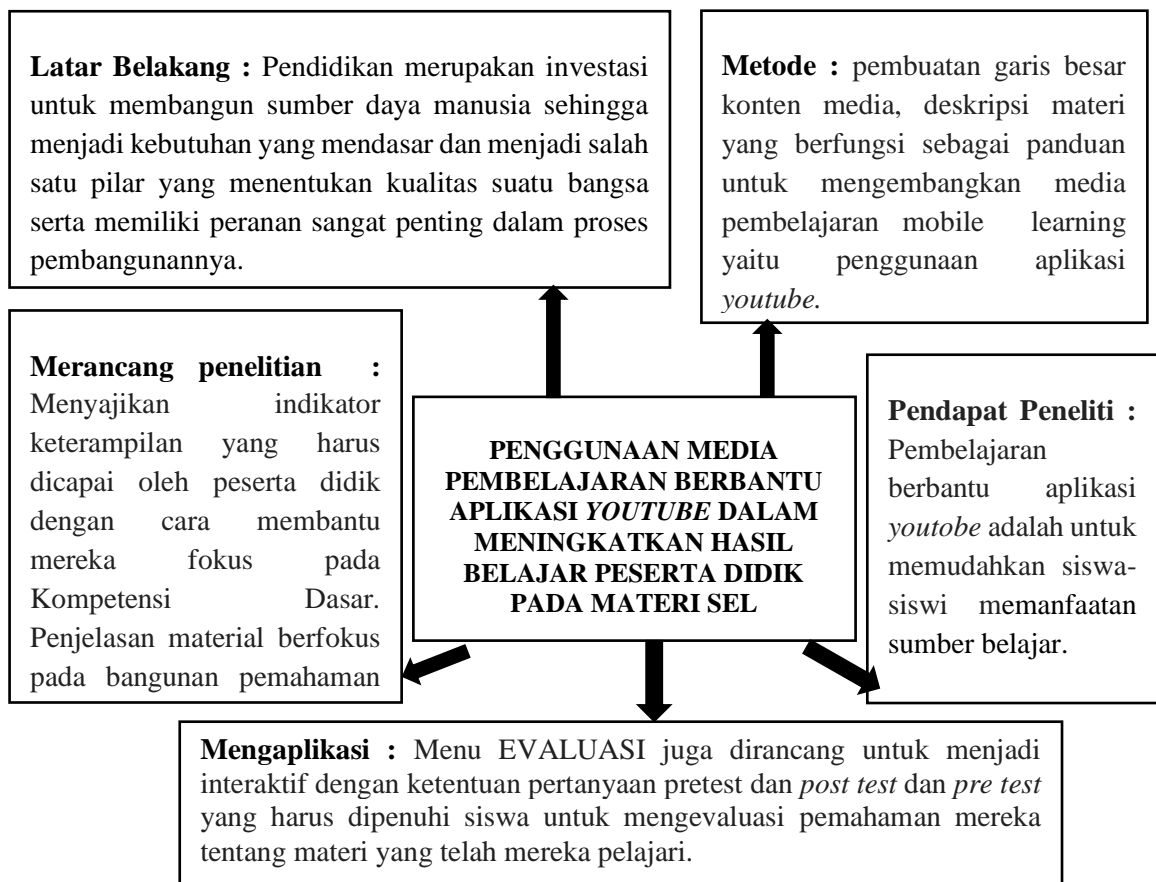 Latar Belakang : Pendidikan merupakan investasi
untuk membangun sumber daya manusia sehingga
menjadi kebutuhan yang mendasar dan menjadi salah
satu pilar yang menentukan kualitas suatu bangsa
serta memiliki peranan sangat penting dalam proses
pembangunannya.
Metode : pembuatan garis besar
konten media, deskripsi materi
yang berfungsi sebagai panduan
untuk mengembangkan media
pembelajaran mobile learning
yaitu penggunaan aplikasi
youtube.
Merancang penelitian :
Menyajikan indikator
keterampilan yang harus
dicapai oleh peserta didik
dengan cara membantu
mereka fokus pada
Kompetensi Dasar.
Penjelasan material berfokus
pada bangunan pemahaman
PENGGUNAAN MEDIA
PEMBELAJARAN BERBANTU
APLIKASI YOUTUBE DALAM
MENINGKATKAN HASIL
BELAJAR PESERTA DIDIK
PADA MATERI SEL
Pendapat Peneliti :
Pembelajaran
berbantu aplikasi
youtobe adalah untuk
memudahkan siswa-
siswi memanfaatan
sumber belajar.
Mengaplikasi : Menu EVALUASI juga dirancang untuk menjadi
interaktif dengan ketentuan pertanyaan pretest dan post test dan pre test
yang harus dipenuhi siswa untuk mengevaluasi pemahaman mereka
tentang materi yang telah mereka pelajari.